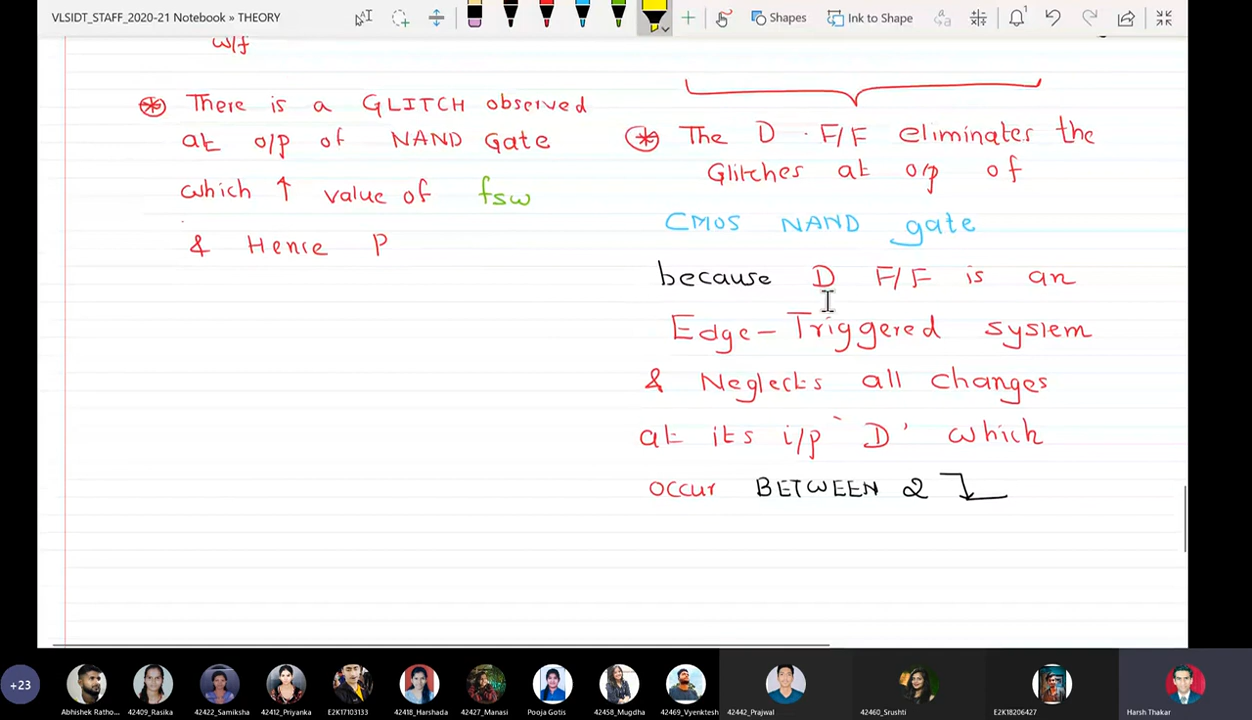 VLSIDT_STAFF_2020-21 Notebook » THEORY
Shapes
Ink to Shape
w/f
There is a GLITCH observed
at o/p of NAND Gate
which ↑ value of fsw
& Hence P
The D F/F eliminates the
Glitches at o/p of
CMOS NAND gate
because D F/F is an
Edge-Triggered system
& Neglects all changes
at its i/p 'D' which
occur BETWEEN 2
+23
Abhishek Ratho...
42409_Rasika
42422_Samiksha
42412_Priyanka
E2K17103133
42418_Harshada
42427_Manasi
Pooja Gotis
42458_Mugdha
42469_Vyenktesh
42442_Prajwal
42460_Srushti
E2K18206427
Harsh Thakar